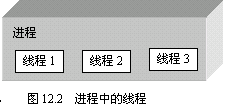 进程
线程 1 线程 2 线程 3
. 图 12.2 进程中的线程